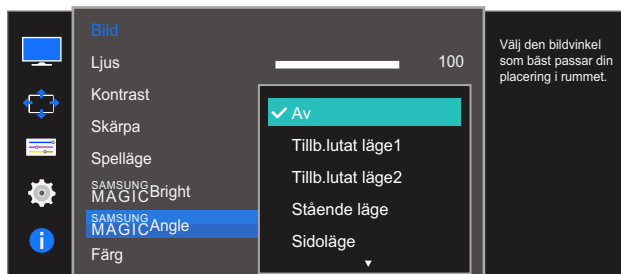 Bild
Ljus 100
Kontrast
Skärpa
Spelläge
SAMSUNG MAGIC Bright
SAMSUNG MAGIC Angle
Färg
Av
Tillb.lutat läge1
Tillb.lutat läge2
Stående läge
Sidoläge
Välj den bildvinkel
som bäst passar din
placering i rummet.